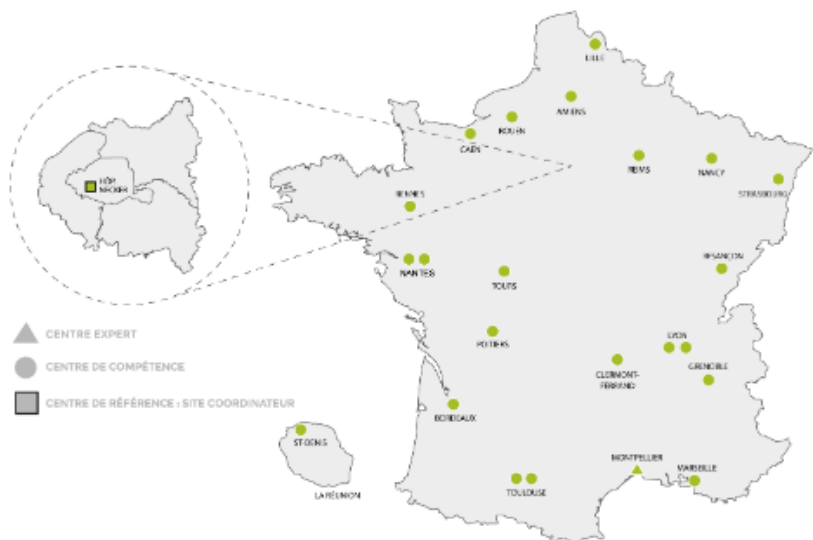 LILLE
AMIENS
ROUEN
CAEN
REIMS
NANCY
STRASBOURG
HÔP.
NECKER
RENNES
BESANÇON
NANTES
TOURS
CENTRE EXPERT
POITIERS
LYON
CENTRE DE COMPÉTENCE
CLERMONT-
FERRAND
GRENOBLE
CENTRE DE RÉFÉRENCE : SITE COORDINATEUR
BORDEAUX
ST-DENIS
MONTPELLIER
MARSEILLE
LA RÉUNION
TOULOUSE